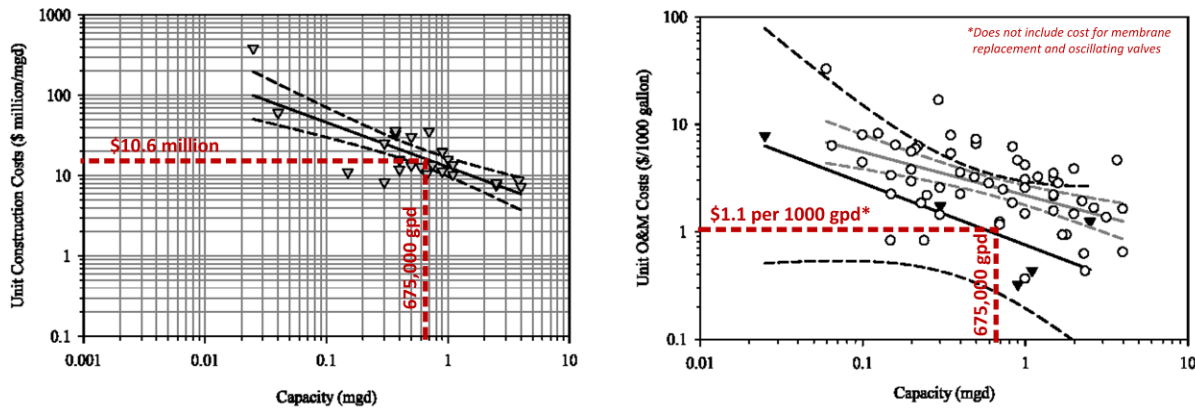 Unit Construction Costs ($ million/mgd)
1000
100
10
1
0.1
0.001
0.01
0.1
1
10
Capacity (mgd)
$10.6 million
675,000 gpd
Unit O&M Costs ($/1000 gallon)
100
10
1
0.1
0.01
0.1
1
10
Capacity (mgd)
*Does not include cost for membrane
replacement and oscillating valves
$1.1 per 1000 gpd*
675,000 gpd